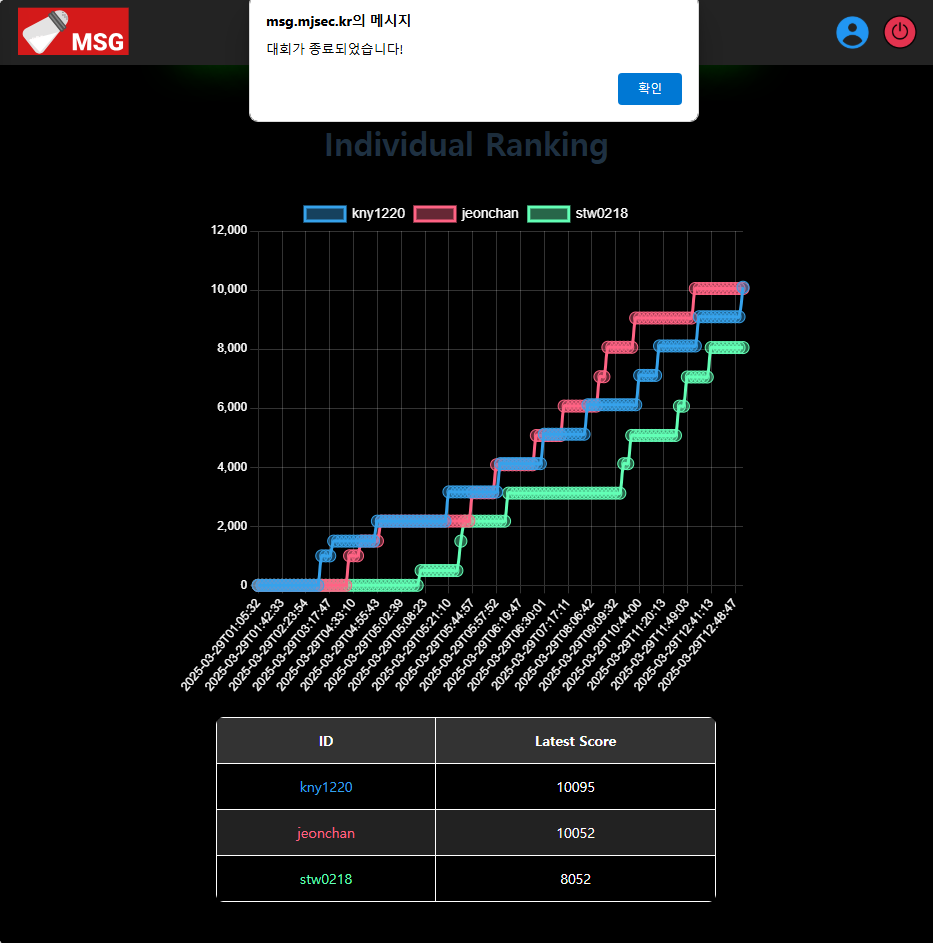 MSG
msg.mjsec.kr의 메시지
대회가 종료되었습니다!
확인
Individual Ranking
kny1220 jeonchan stw0218
12,000
10,000
8,000
6,000
4,000
2,000
0
2025-03-29T01:05:32
2025-03-29T01:42:33
2025-03-29T02:23:54
2025-03-29T03:17:47
2025-03-29T04:33:10
2025-03-29T04:55:43
2025-03-29T05:02:39
2025-03-29T05:08:23
2025-03-29T05:21:10
2025-03-29T05:44:57
2025-03-29T05:57:52
2025-03-29T06:19:47
2025-03-29T06:30:01
2025-03-29T07:17:11
2025-03-29T08:06:42
2025-03-29T09:09:32
2025-03-29T10:44:00
2025-03-29T11:20:13
2025-03-29T11:49:03
2025-03-29T12:41:13
2025-03-29T12:48:47
ID Latest Score
kny1220 10095
jeonchan 10052
stw0218 8052